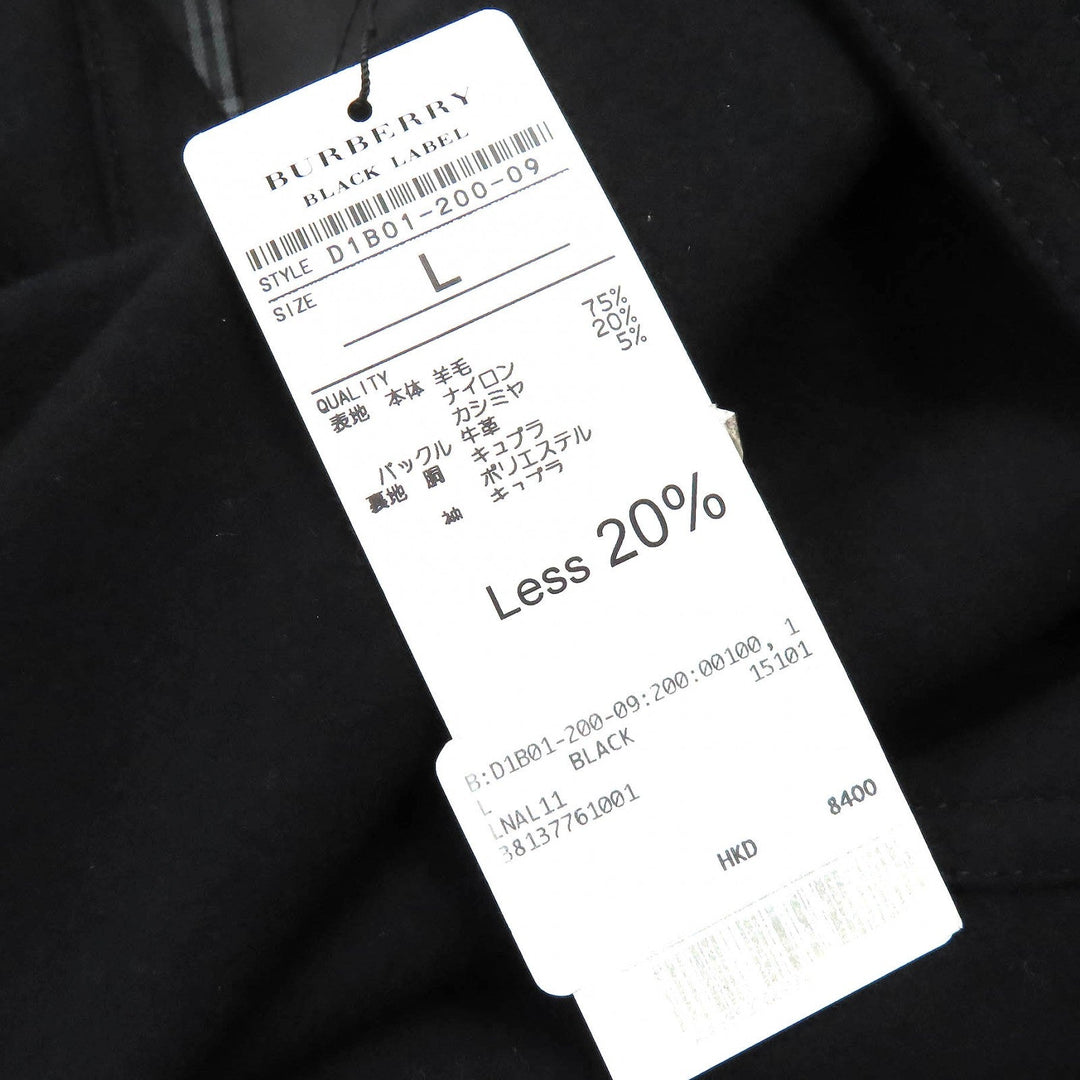 BURBERRY
BLACK LABEL
STYLE D1B01-200-09
SIZE L
QUALITY
表地 本体 羊毛 75%
ナイロン 20%
カシミヤ 5%
バックル 牛革
裏地 胴 キュプラ
ポリエステル
袖 キュプラ
Less 20%
B:D1B01-200-09:200:00100, 1
L BLACK 15101
LNAL11
38137761001
HKD 8400